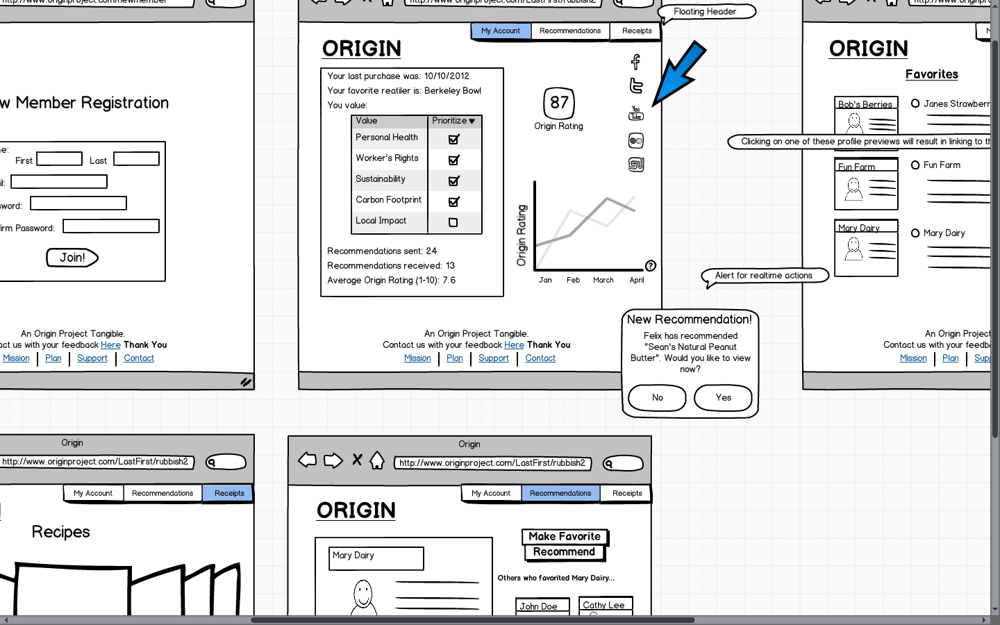 http://www.originproject.com/newmember
w Member Registration
e:
First
Last
il:
sword:
firm Password:
Join!
An Origin Project Tangible.
act us with your feedback Here Thank You
Mission
Plan
Support
Contact
http://www.originproject.com/LastFirst/rubbish2
Floating Header
My Account
Recommendations
Receipts
ORIGIN
Your last purchase was: 10/10/2012
Your favorite reatiler is: Berkeley Bowl
You value:
Value
Prioritize
Personal Health
Worker's Rights
Sustainability
Carbon Footprint
Local Impact
Recommendations sent: 24
Recommendations received: 13
Average Origin Rating (1-10): 7.6
87
Origin Rating
You
Tube
Origin Rating
?
Jan
Feb
March
April
An Origin Project Tangible.
Contact us with your feedback Here Thank You
Mission
Plan
Support
Contact
Alert for realtime actions
New Recommendation!
Felix has recommended
"Sean's Natural Peanut
Butter". Would you like to view
now?
No
Yes
http://www.originpro
M
ORIGIN
Favorites
Bob's Berries
Janes Strawberr
Clicking on one of these profile previews will result in linking to th
Fun Farm
Fun Farm
Mary Dairy
Mary Dairy
An Orig
Contact us with your feedb
Mission
Plan
Sup
Origin
http://www.originproject.com/LastFirst/rubbish2
My Account
Recommendations
Receipts
Recipes
Origin
http://www.originproject.com/LastFirst/rubbish2
My Account
Recommendations
Receipts
ORIGIN
Mary Dairy
Make Favorite
Recommend
Others who favorited Mary Dairy...
John Doe
Cathy Lee